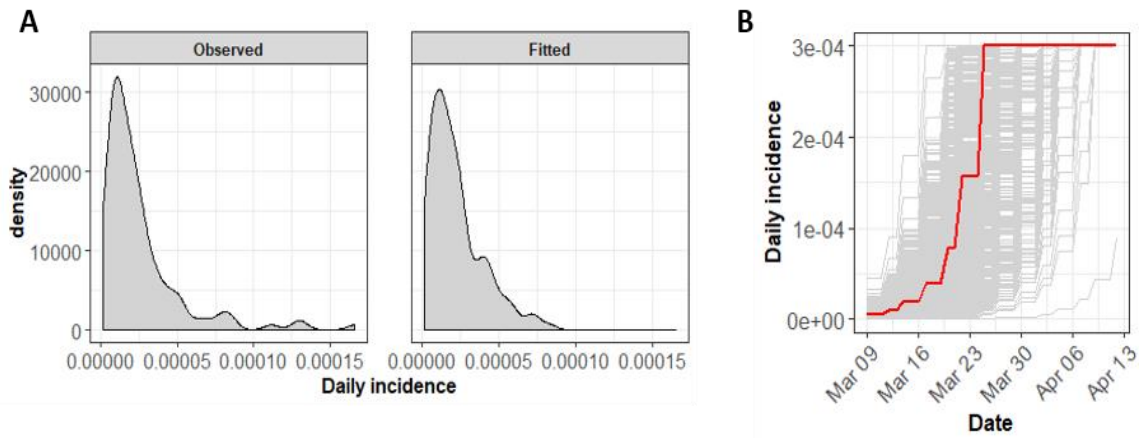 A
Observed
Fitted
density
30000
20000
10000
0
0.00000 0.00005 0.00010 0.00015
0.00000 0.00005 0.00010 0.00015
Daily incidence
B
Daily incidence
3e-04
2e-04
1e-04
0e+00
Mar 09
Mar 16
Mar 23
Mar 30
Apr 06
Apr 13
Date